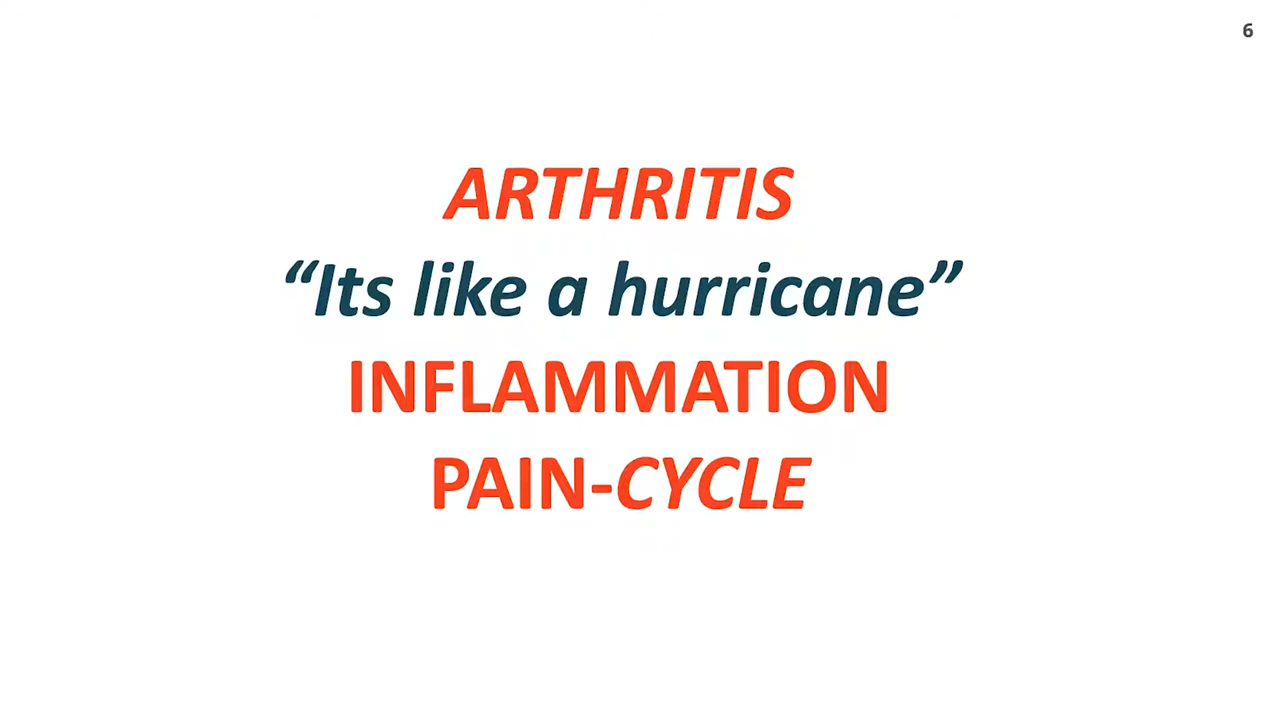 6
ARTHRITIS
“Its like a hurricane”
INFLAMMATION
PAIN-CYCLE